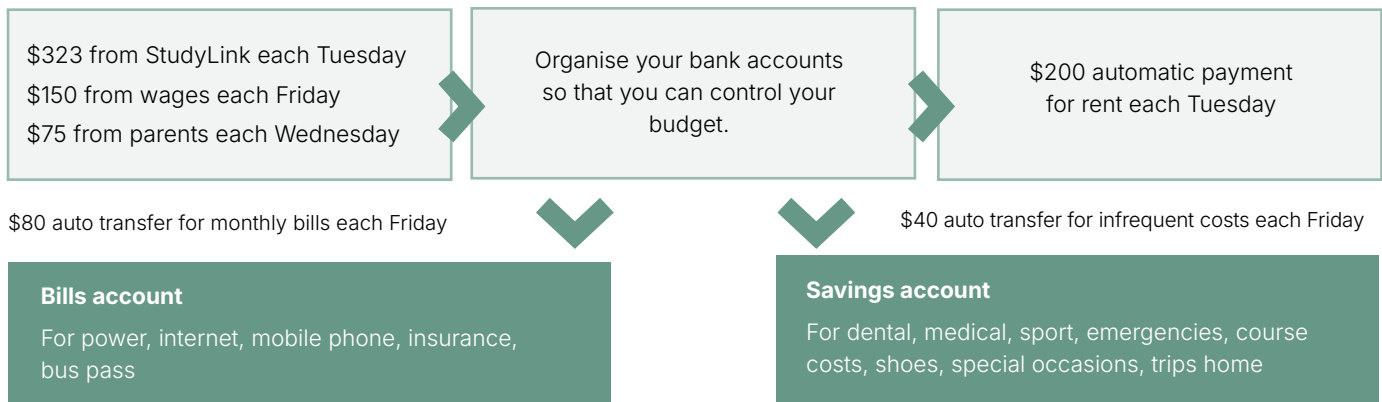 $323 from StudyLink each Tuesday
$150 from wages each Friday
$75 from parents each Wednesday
Organise your bank accounts
so that you can control your
budget.
$200 automatic payment
for rent each Tuesday
$80 auto transfer for monthly bills each Friday
$40 auto transfer for infrequent costs each Friday
Bills account
For power, internet, mobile phone, insurance,
bus pass
Savings account
For dental, medical, sport, emergencies, course
costs, shoes, special occasions, trips home